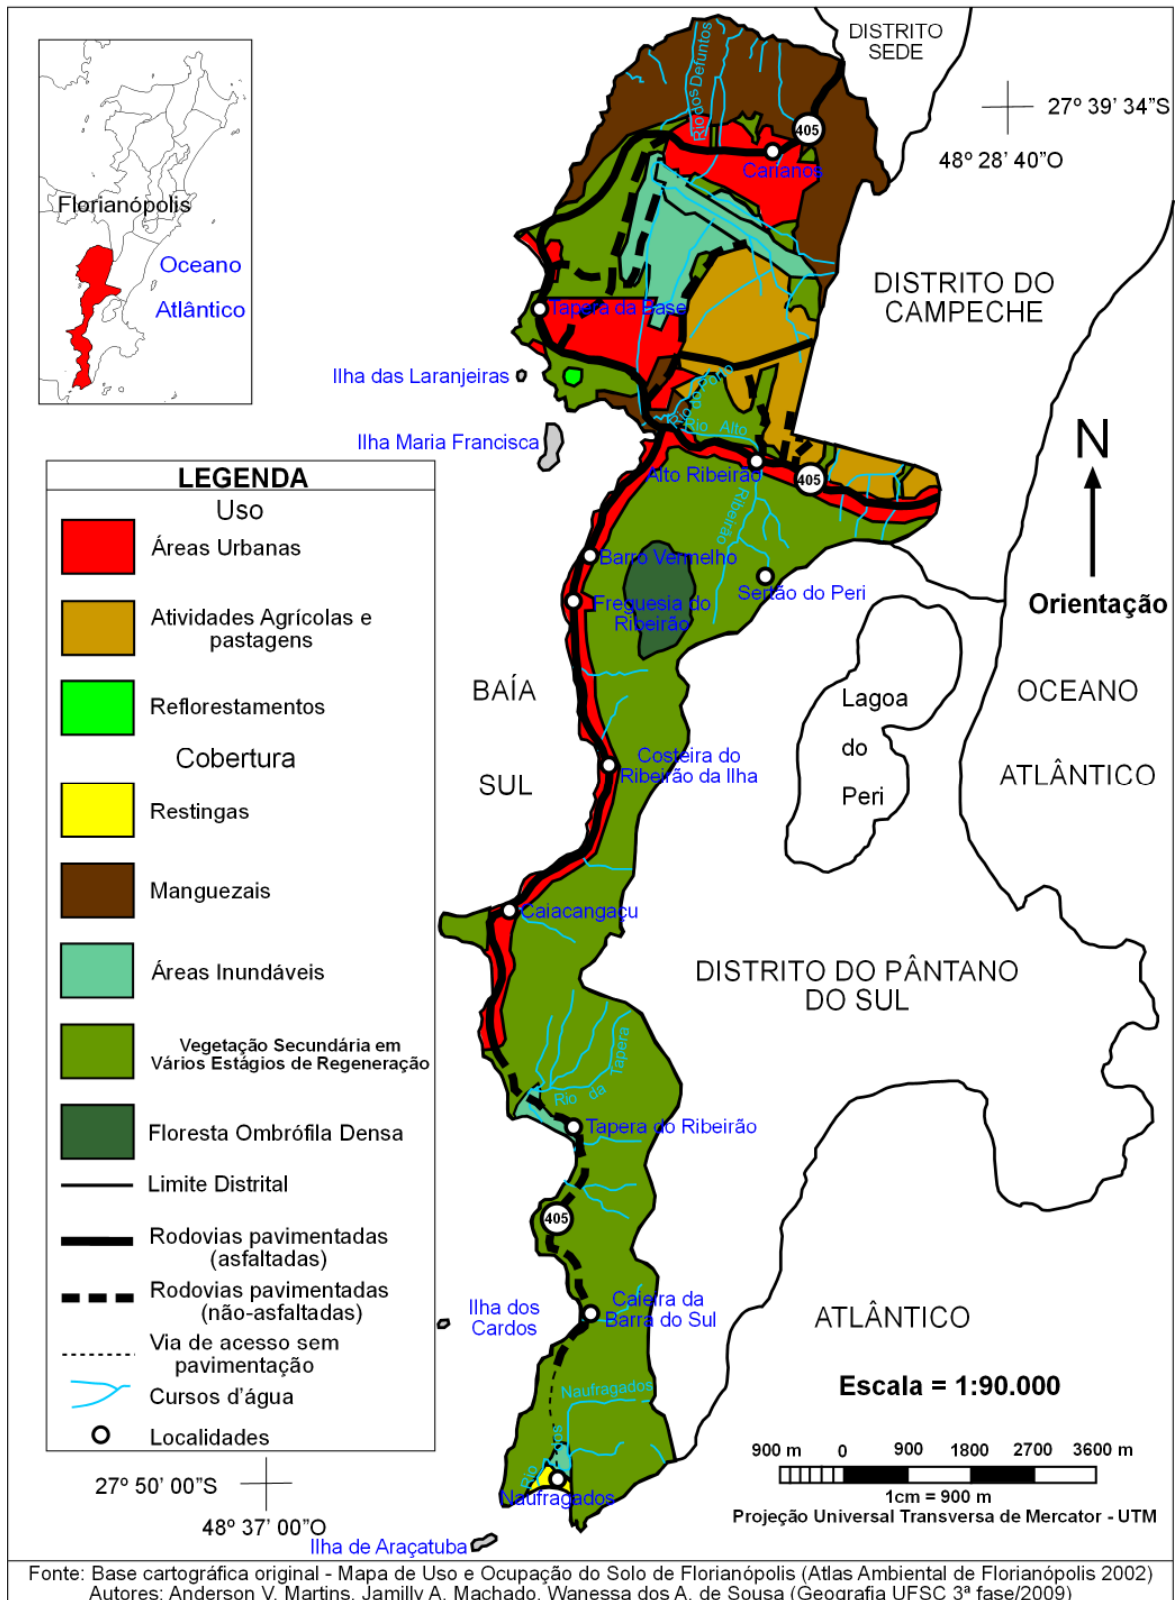 DISTRITO
SEDE
27º 39' 34"S
48º 28' 40"O
Florianópolis
Oceano
Atlântico
Rio dos Defuntos
405
Carianos
DISTRITO DO
CAMPECHE
Tapera da Base
Ilha das Laranjeiras
Rio do Porto
Rio Alto
Ilha Maria Francisca
N
Orientação
Alto Ribeirão
405
Ribeirão
Barro Vermelho
Sertão do Peri
Freguesia do
Ribeirão
BAÍA
SUL
Lagoa
do
Peri
OCEANO
ATLÂNTICO
Costeira do
Ribeirão da Ilha
Caiacangaçu
DISTRITO DO PÂNTANO
DO SUL
Rio da Tapera
Tapera do Ribeirão
405
Ilha dos
Cardos
Caieira da
Barra do Sul
ATLÂNTICO
Rio dos Naufragados
Naufragados
Ilha de Araçatuba
LEGENDA
Uso
Áreas Urbanas
Atividades Agrícolas e
pastagens
Reflorestamentos
Cobertura
Restingas
Manguezais
Áreas Inundáveis
Vegetação Secundária em
Vários Estágios de Regeneração
Floresta Ombrófila Densa
Limite Distrital
Rodovias pavimentadas
(asfaltadas)
Rodovias pavimentadas
(não-asfaltadas)
Via de acesso sem
pavimentação
Cursos d'água
Localidades
27º 50' 00"S
48º 37' 00"O
Escala = 1:90.000
900 m 0 900 1800 2700 3600 m
1cm = 900 m
Projeção Universal Transversa de Mercator - UTM
Fonte: Base cartográfica original - Mapa de Uso e Ocupação do Solo de Florianópolis (Atlas Ambiental de Florianópolis 2002)
Autores: Anderson V. Martins, Jamilly A. Machado, Wanessa dos A. de Sousa (Geografia UFSC 3ª fase/2009)